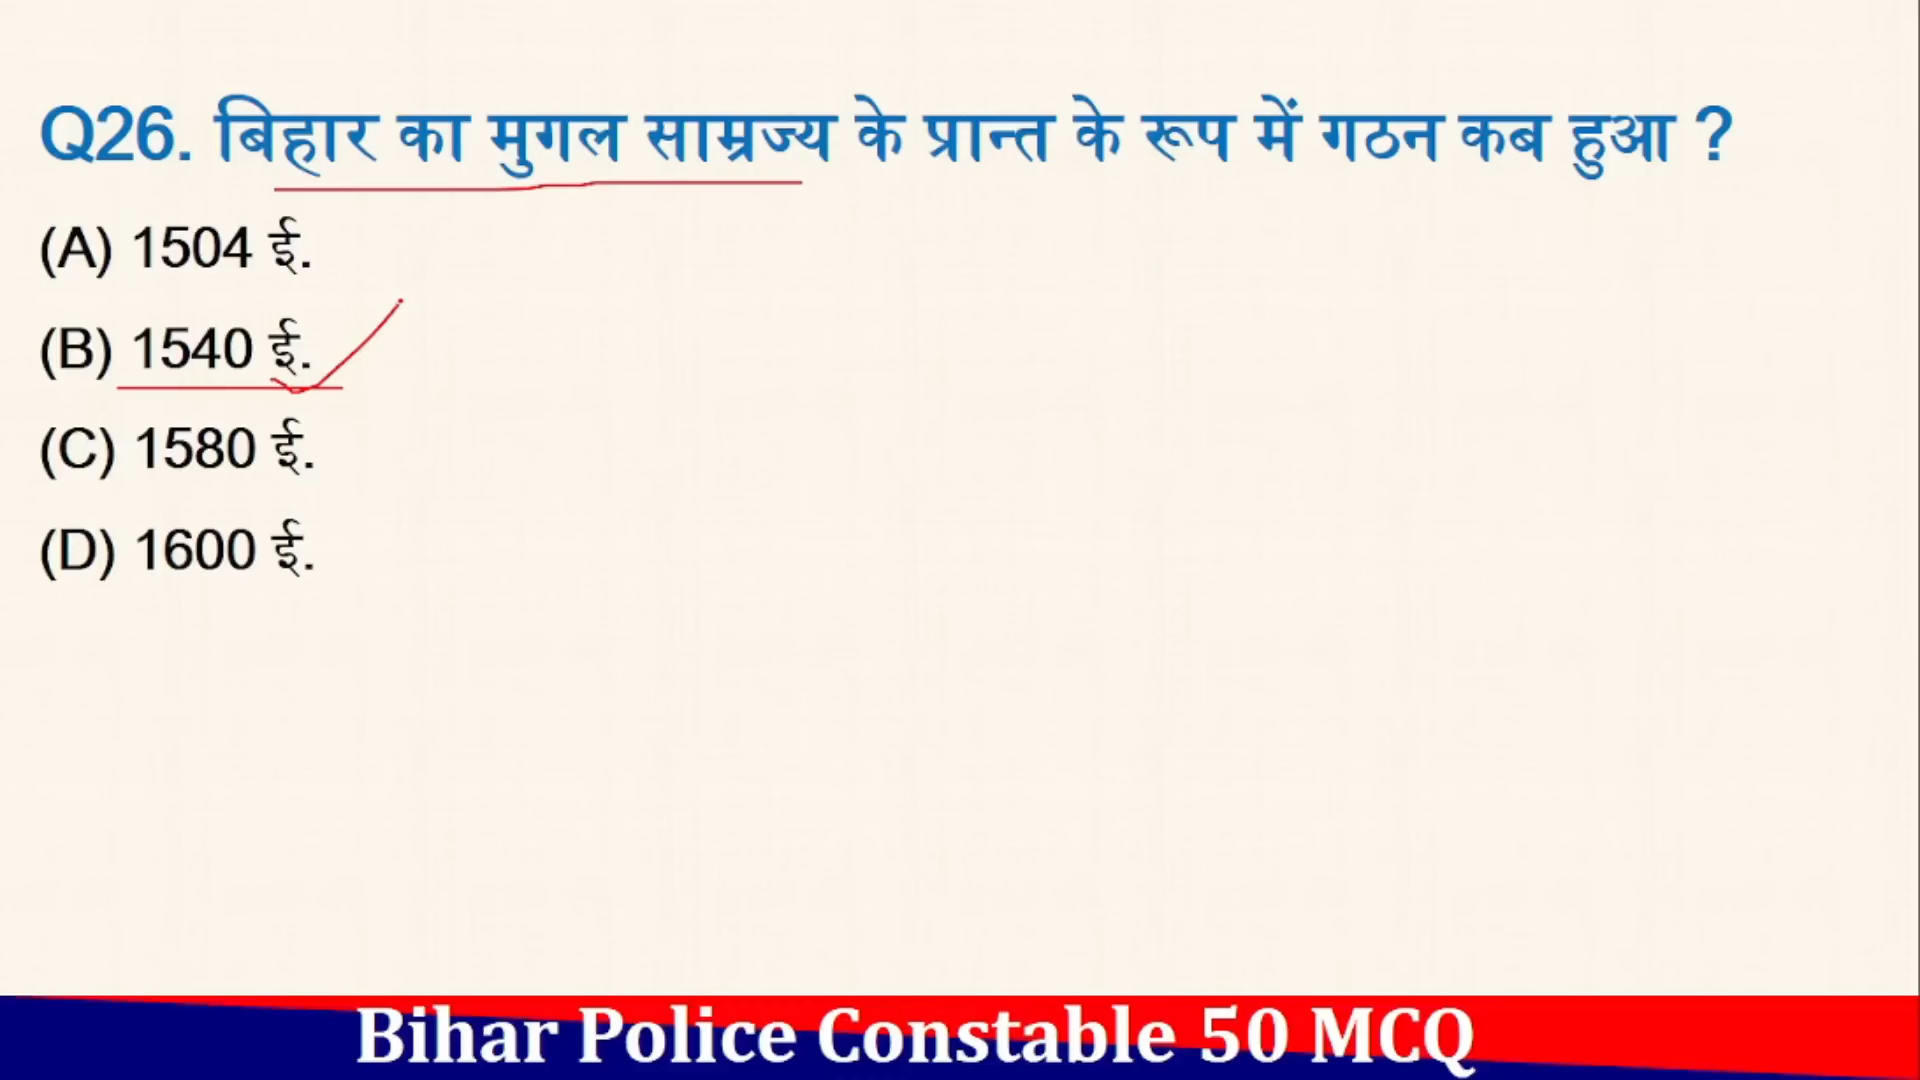 Q26. बिहार का मुगल साम्रज्य के प्रान्त के रूप में गठन कब हुआ ?
(A) 1504 ई.
(B) 1540 ई.
(C) 1580 ई.
(D) 1600 ई.
Bihar Police Constable 50 MCQ